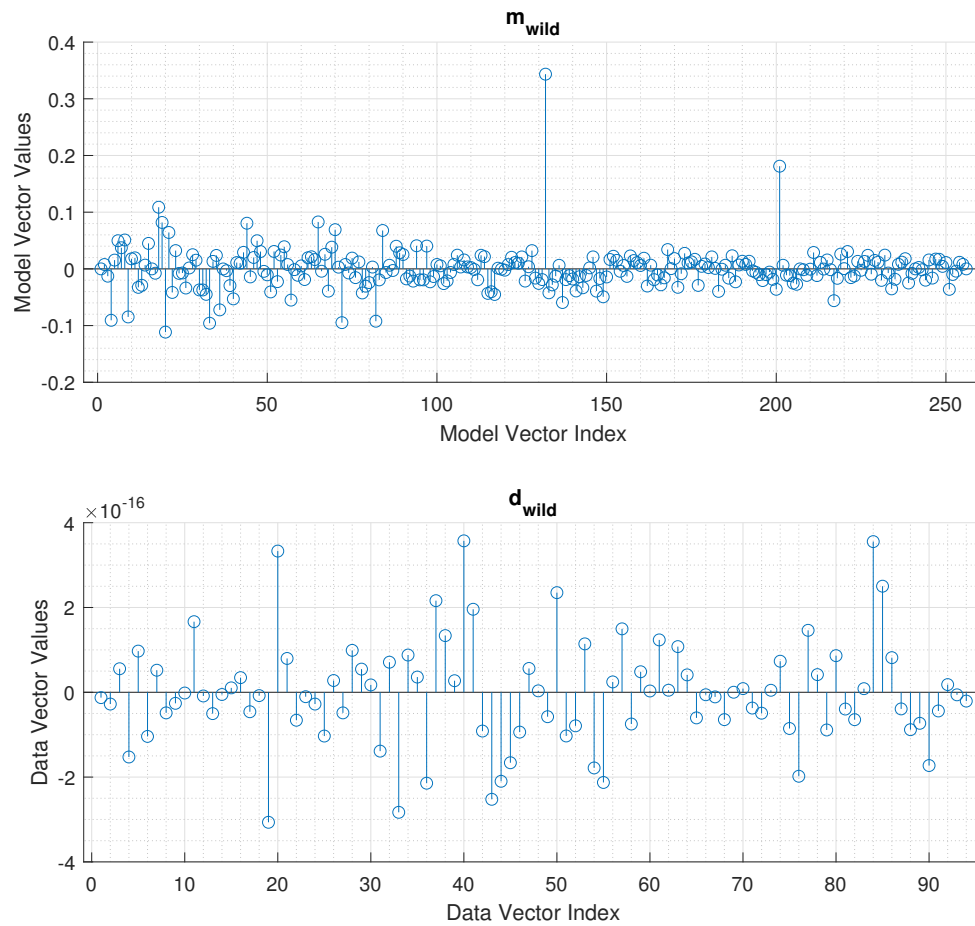 m_wild
0.4
0.3
0.2
0.1
0
-0.1
-0.2
Model Vector Values
0 50 100 150 200 250
Model Vector Index
d_wild
×10^-16
4
2
0
-2
-4
Data Vector Values
0 10 20 30 40 50 60 70 80 90
Data Vector Index